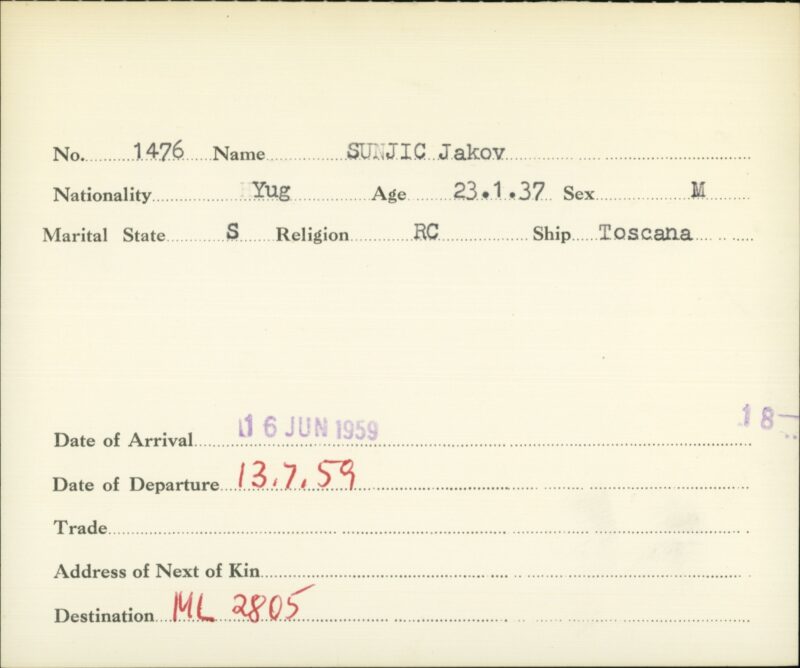 No. 1476 Name SUNJIC Jakov
Nationality Yug Age 23.1.37 Sex M
Marital State S Religion RC Ship Toscana
18
Date of Arrival 16 JUN 1959
Date of Departure 13.7.59
Trade
Address of Next of Kin
Destination ML 2805